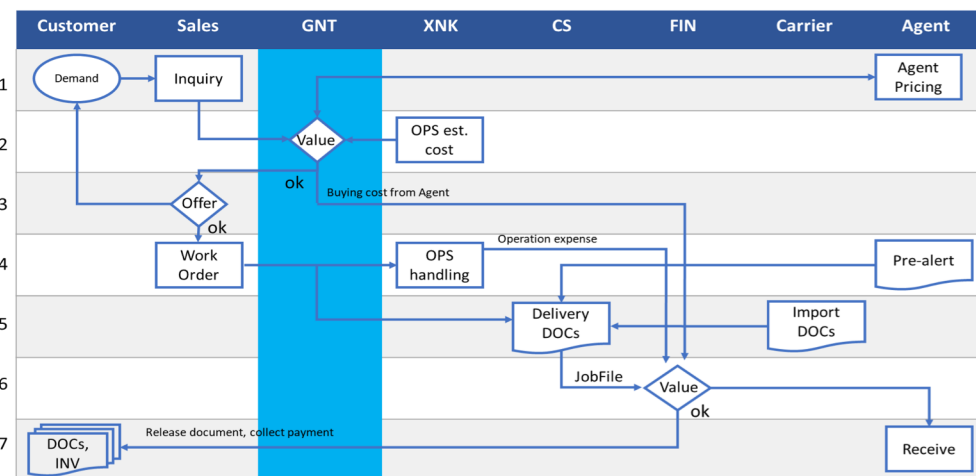 Customer Sales GNT XNK CS FIN Carrier Agent
1
Demand
Inquiry
Agent
Pricing
2
Value
OPS est.
cost
ok
3
Offer
Buying cost from Agent
ok
4
Work
Order
OPS
handling
Operation expense
Pre-alert
5
Delivery
DOCs
Import
DOCs
6
JobFile
Value
ok
7
DOCs,
INV
Release document, collect payment
Receive